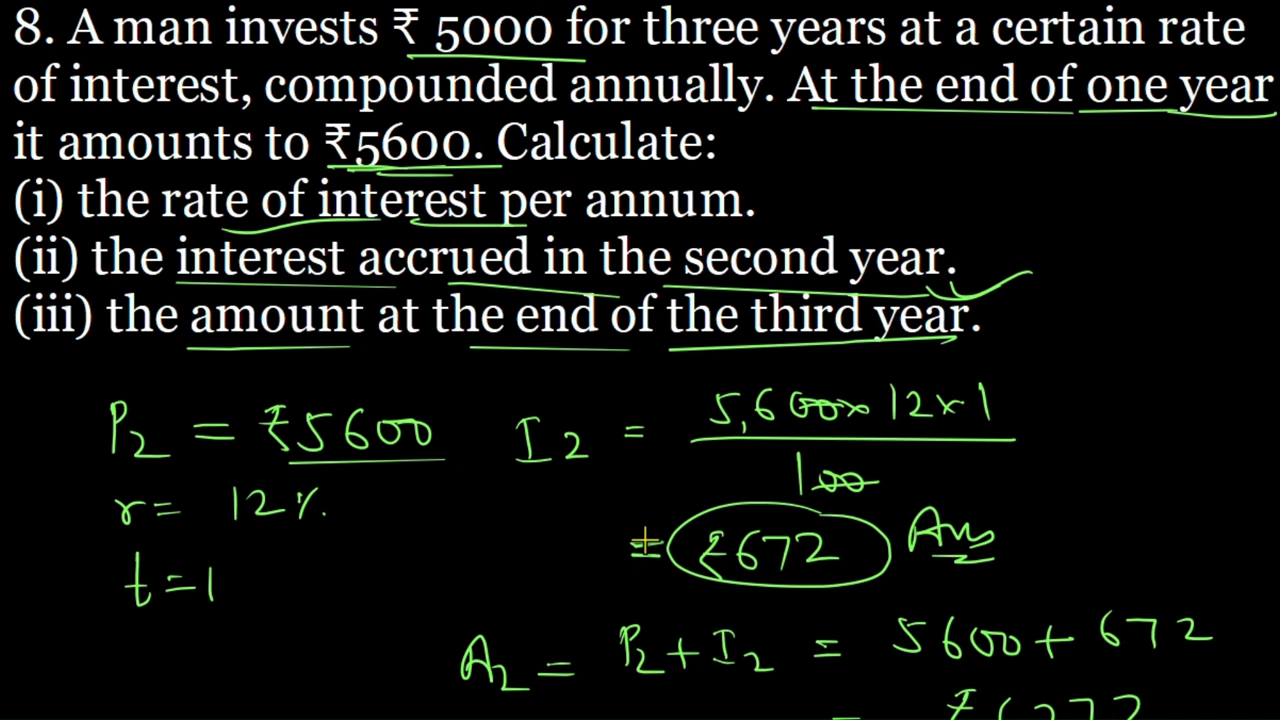 8. A man invests ₹ 5000 for three years at a certain rate
of interest, compounded annually. At the end of one year
it amounts to ₹5600. Calculate:
(i) the rate of interest per annum.
(ii) the interest accrued in the second year.
(iii) the amount at the end of the third year.
P₂ = ₹5600 I₂ = 5,600×12×1
100
r = 12%
= ₹672 Ans
t = 1
A₂ = P₂+I₂ = 5600+672
= ₹6272